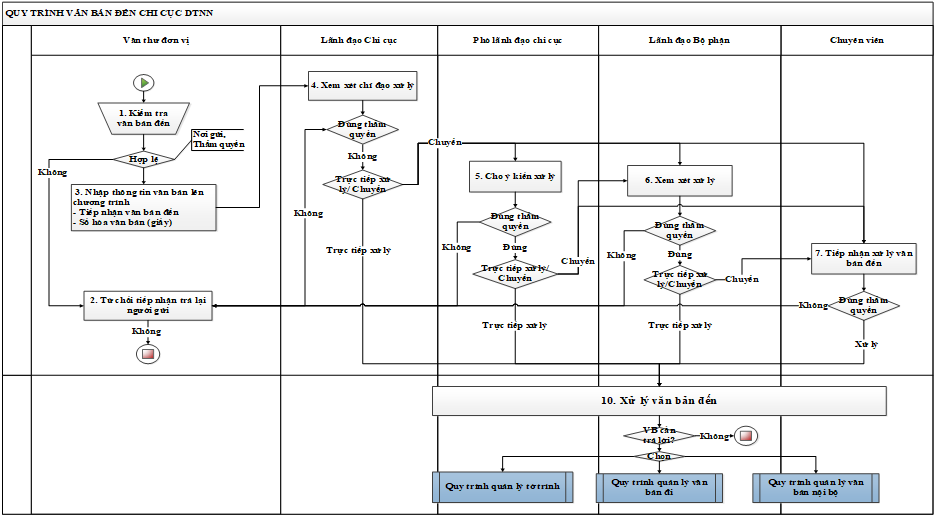 QUY TRÌNH VĂN BẢN ĐẾN CHI CỤC DTNN
Văn thư đơn vị
Lãnh đạo Chi cục
Phó lãnh đạo chi cục
Lãnh đạo Bộ phận
Chuyên viên
1. Kiểm tra
văn bản đến
Nơi gửi,
Thẩm quyền
Hợp lệ
Không
3. Nhập thông tin văn bản lên
chương trình
- Tiếp nhận văn bản đến
- Số hóa văn bản (giấy)
2. Từ chối tiếp nhận trả lại
người gửi
Không
4. Xem xét chỉ đạo xử lý
Đúng thẩm
quyền
Không
Trực tiếp xử
lý/ Chuyển
Chuyển
Không
Trực tiếp xử lý
5. Cho ý kiến xử lý
Đúng thẩm
quyền
Không
Đúng
Trực tiếp xử lý/
Chuyển
Chuyển
Trực tiếp xử lý
6. Xem xét xử lý
Đúng thẩm
quyền
Không
Đúng
Trực tiếp xử
lý/Chuyển
Chuyển
Trực tiếp xử lý
7. Tiếp nhận xử lý văn
bản đến
Không
Đúng thẩm
quyền
Xử lý
10. Xử lý văn bản đến
VB cần
trả lời?
Không
Chọn
Quy trình quản lý tờ trình
Quy trình quản lý văn
bản đi
Quy trình quản lý văn
bản nội bộ